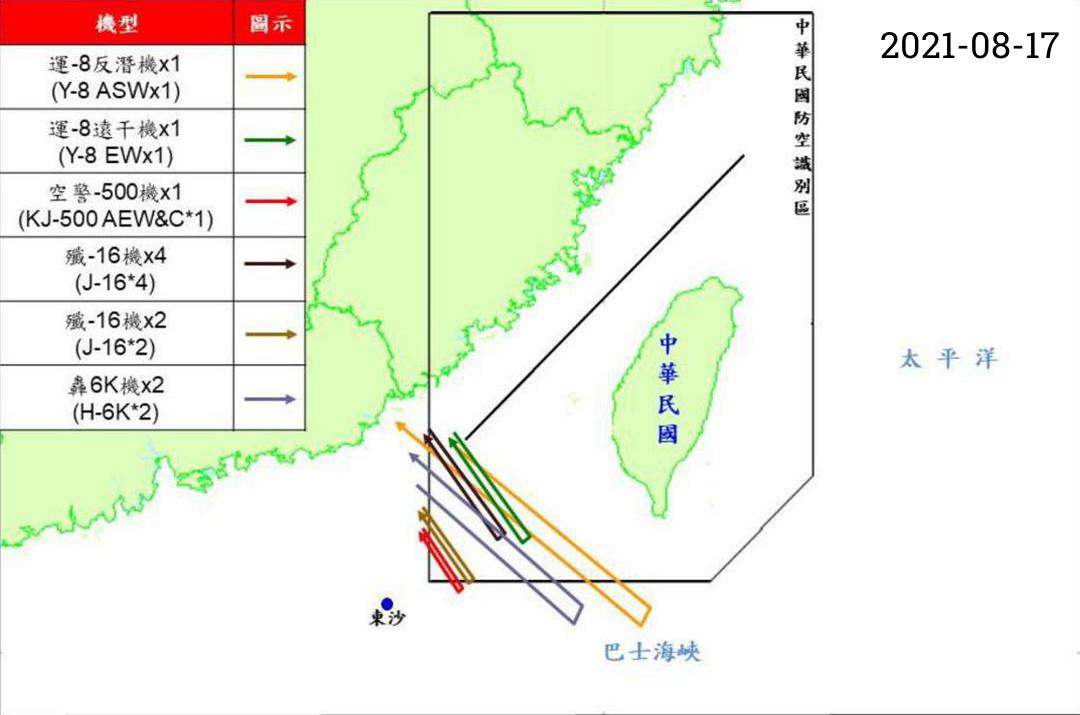 機型 圖示
運-8反潛機x1
(Y-8 ASWx1)
運-8遠干機x1
(Y-8 EWx1)
空警-500機x1
(KJ-500 AEW&C*1)
殲-16機x4
(J-16*4)
殲-16機x2
(J-16*2)
轟6K機x2
(H-6K*2)
中華民國防空識別區
2021-08-17
中華民國
太平洋
東沙
巴士海峽